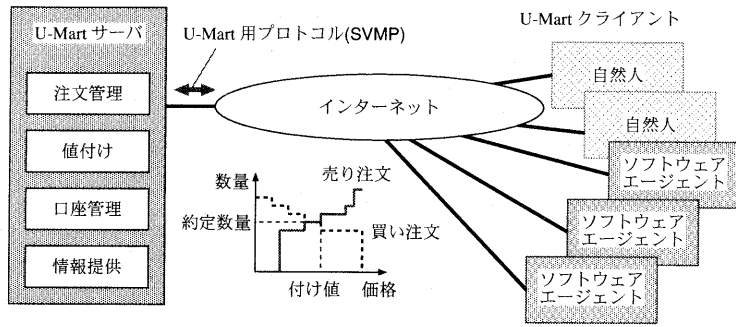 U-Mart サーバ
注文管理
値付け
口座管理
情報提供
U-Mart 用プロトコル(SVMP)
インターネット
U-Mart クライアント
自然人
自然人
ソフトウェア
エージェント
ソフトウェア
エージェント
ソフトウェア
エージェント
数量
売り注文
約定数量
買い注文
付け値
価格